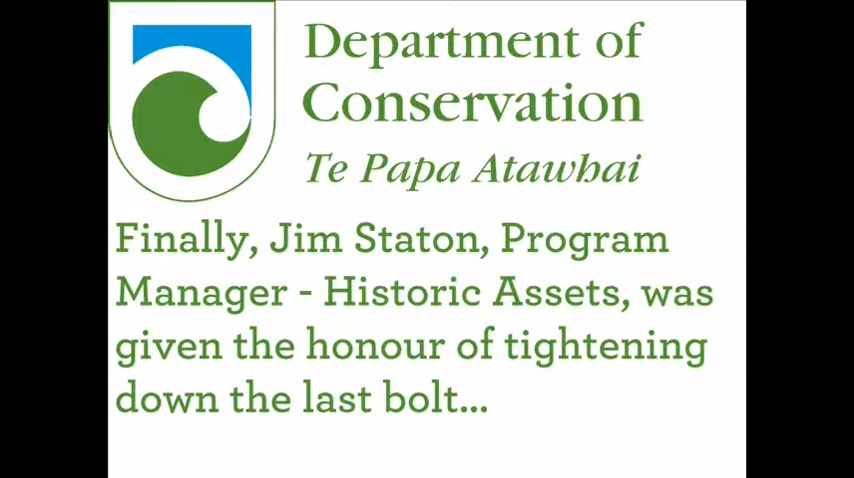 Department of
Conservation
Te Papa Atawhai
Finally, Jim Staton, Program
Manager - Historic Assets, was
given the honour of tightening
down the last bolt...